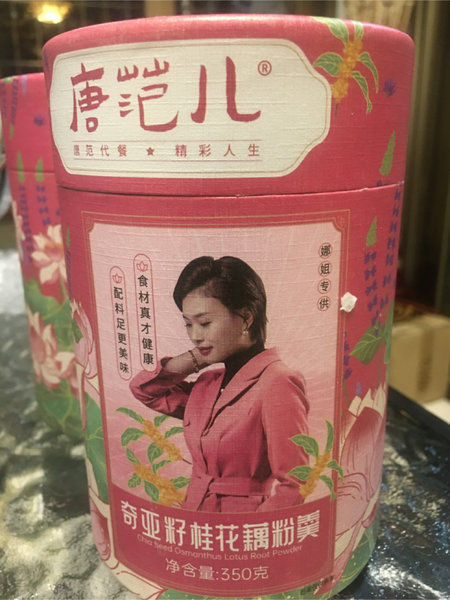 唐范儿®
唐范代餐 ★ 精彩人生
娜姐专供
食材真才健康
配料足更美味
奇亚籽桂花藕粉羹
Chia Seed Osmanthus Lotus Root Powder
净含量:350克